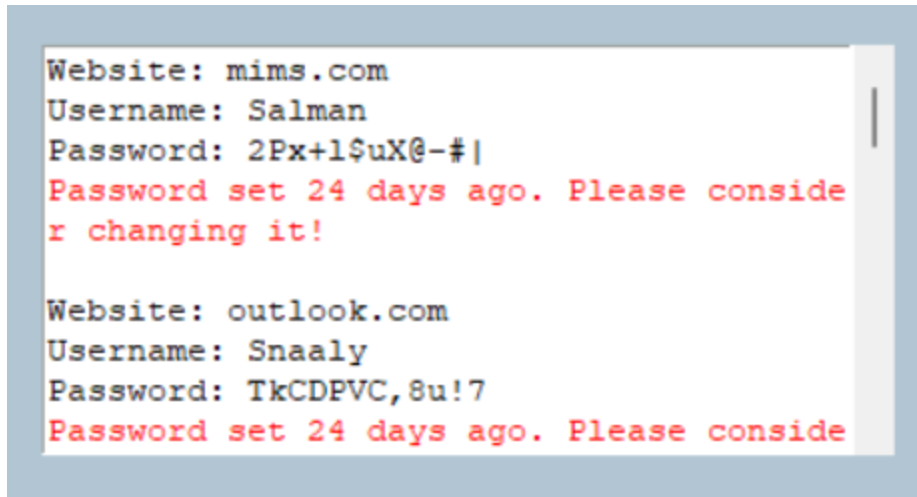 Website: mims.com
Username: Salman
Password: 2Px+l$uX@-#|
Password set 24 days ago. Please conside
r changing it!
Website: outlook.com
Username: Snaaly
Password: TkCDPVC,8u!7
Password set 24 days ago. Please conside